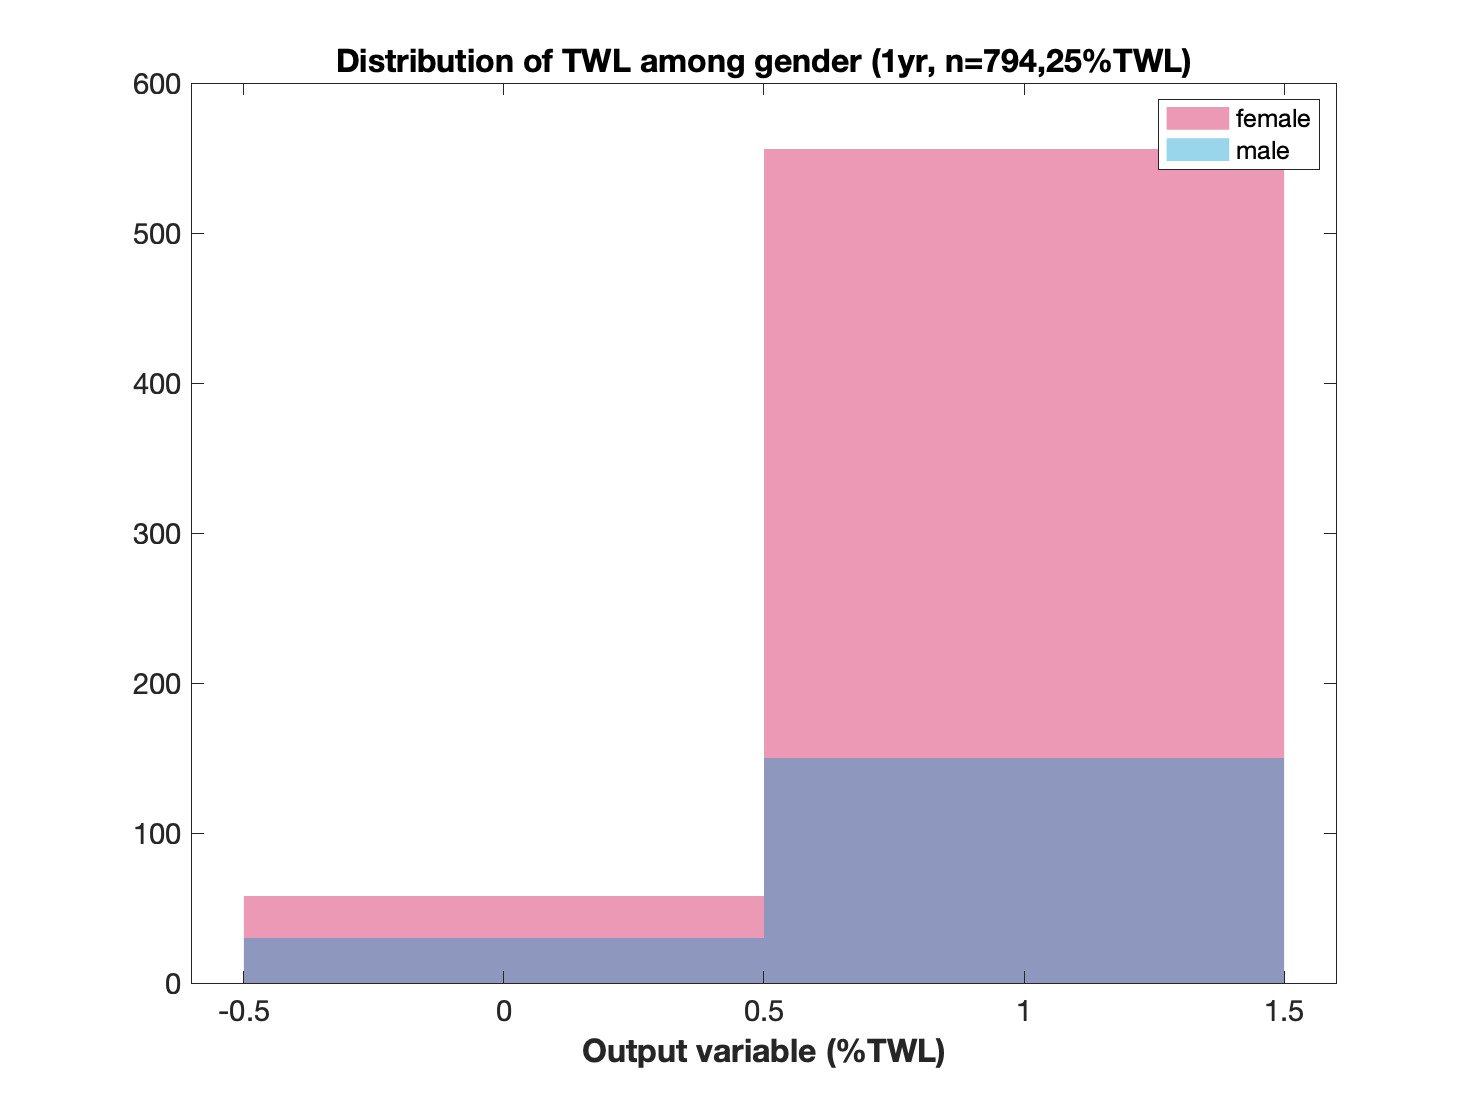 Distribution of TWL among gender (1yr, n=794,25%TWL)
600
500
400
300
200
100
0
female
male
-0.5 0 0.5 1 1.5
Output variable (%TWL)